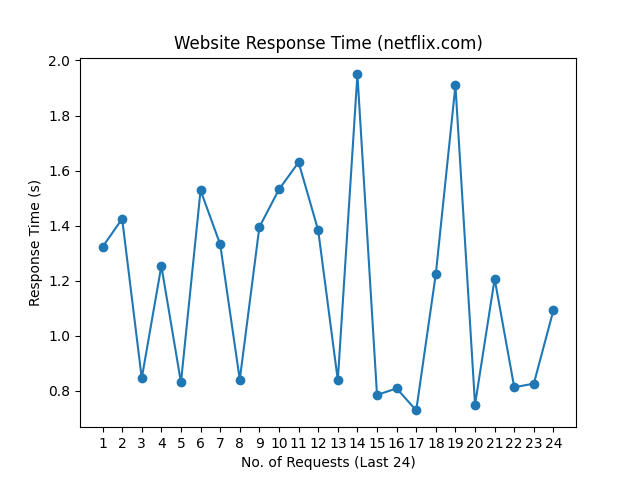 Website Response Time (netflix.com)
Response Time (s)
2.0
1.8
1.6
1.4
1.2
1.0
0.8
1 2 3 4 5 6 7 8 9 10 11 12 13 14 15 16 17 18 19 20 21 22 23 24
No. of Requests (Last 24)